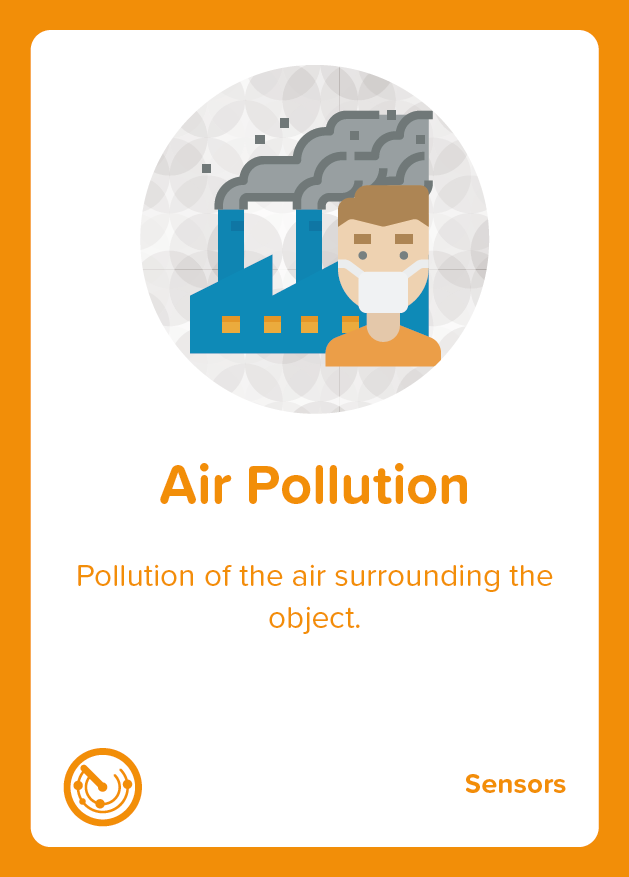 Air Pollution
Pollution of the air surrounding the
object.
Sensors